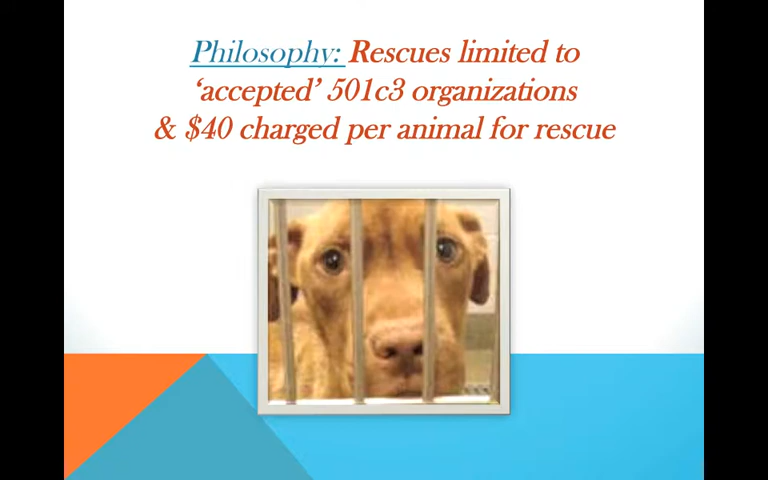 Philosophy: Rescues limited to
‘accepted’ 501c3 organizations
& $40 charged per animal for rescue